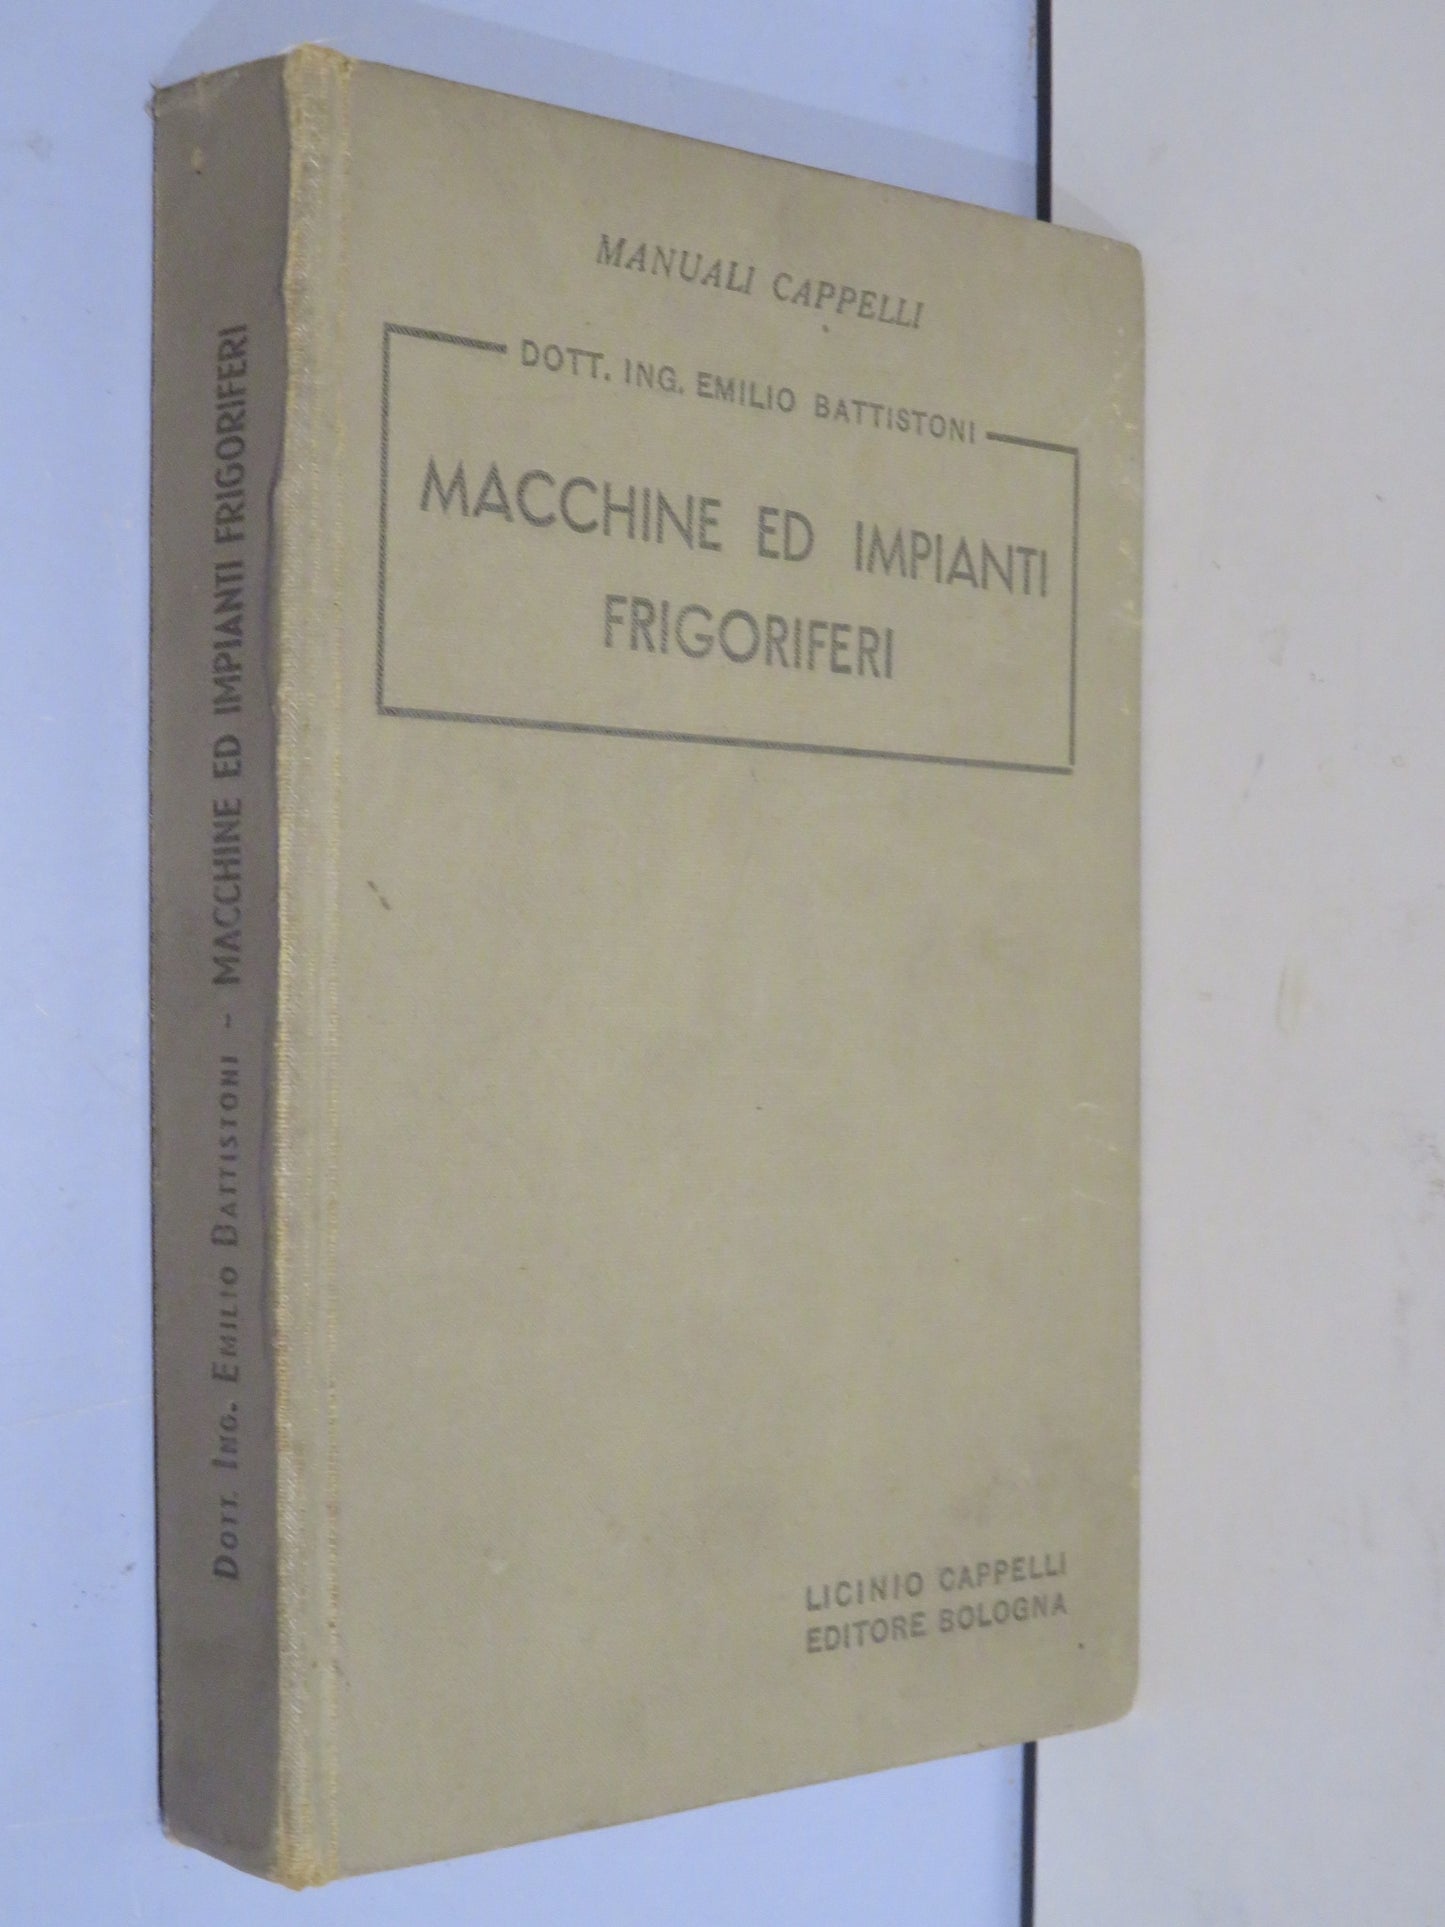 MANUALI CAPPELLI
DOTT. ING. EMILIO BATTISTONI
MACCHINE ED IMPIANTI
FRIGORIFERI
LICINIO CAPPELLI
EDITORE BOLOGNA
DOTT. ING. EMILIO BATTISTONI - MACCHINE ED IMPIANTI FRIGORIFERI